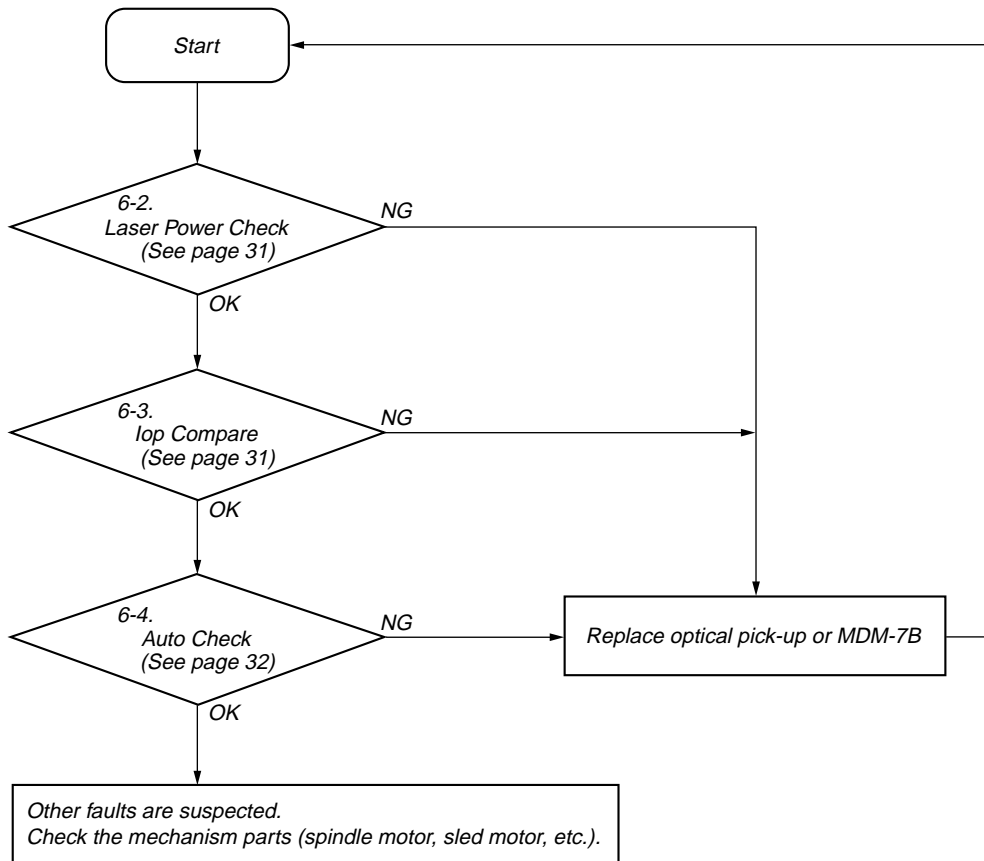 Start
6-2.
Laser Power Check
(See page 31)
NG
OK
6-3.
Iop Compare
(See page 31)
NG
OK
6-4.
Auto Check
(See page 32)
NG
Replace optical pick-up or MDM-7B
OK
Other faults are suspected.
Check the mechanism parts (spindle motor, sled motor, etc.).